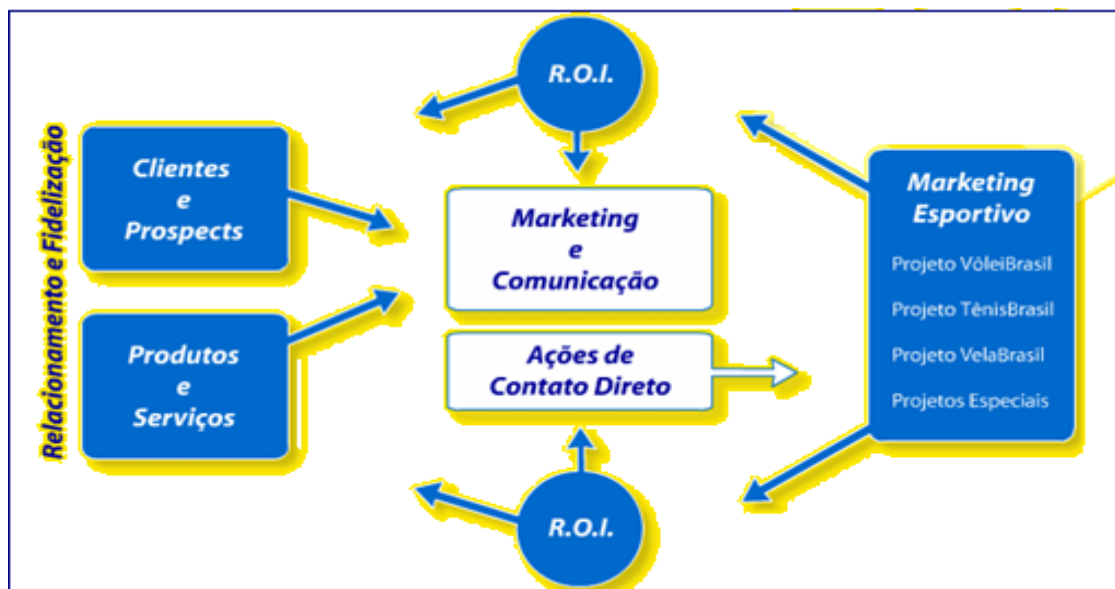 R.O.I.
Relacionamento e Fidelização
Clientes
e
Prospects
Marketing
e
Comunicação
Marketing
Esportivo
Projeto VôleiBrasil
Projeto TênisBrasil
Projeto VelaBrasil
Projetos Especiais
Produtos
e
Serviços
Ações de
Contato Direto
R.O.I.